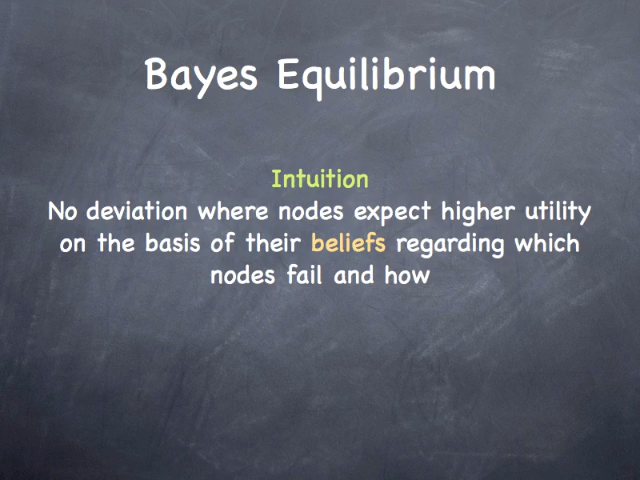 Bayes Equilibrium
Intuition
No deviation where nodes expect higher utility
on the basis of their beliefs regarding which
nodes fail and how